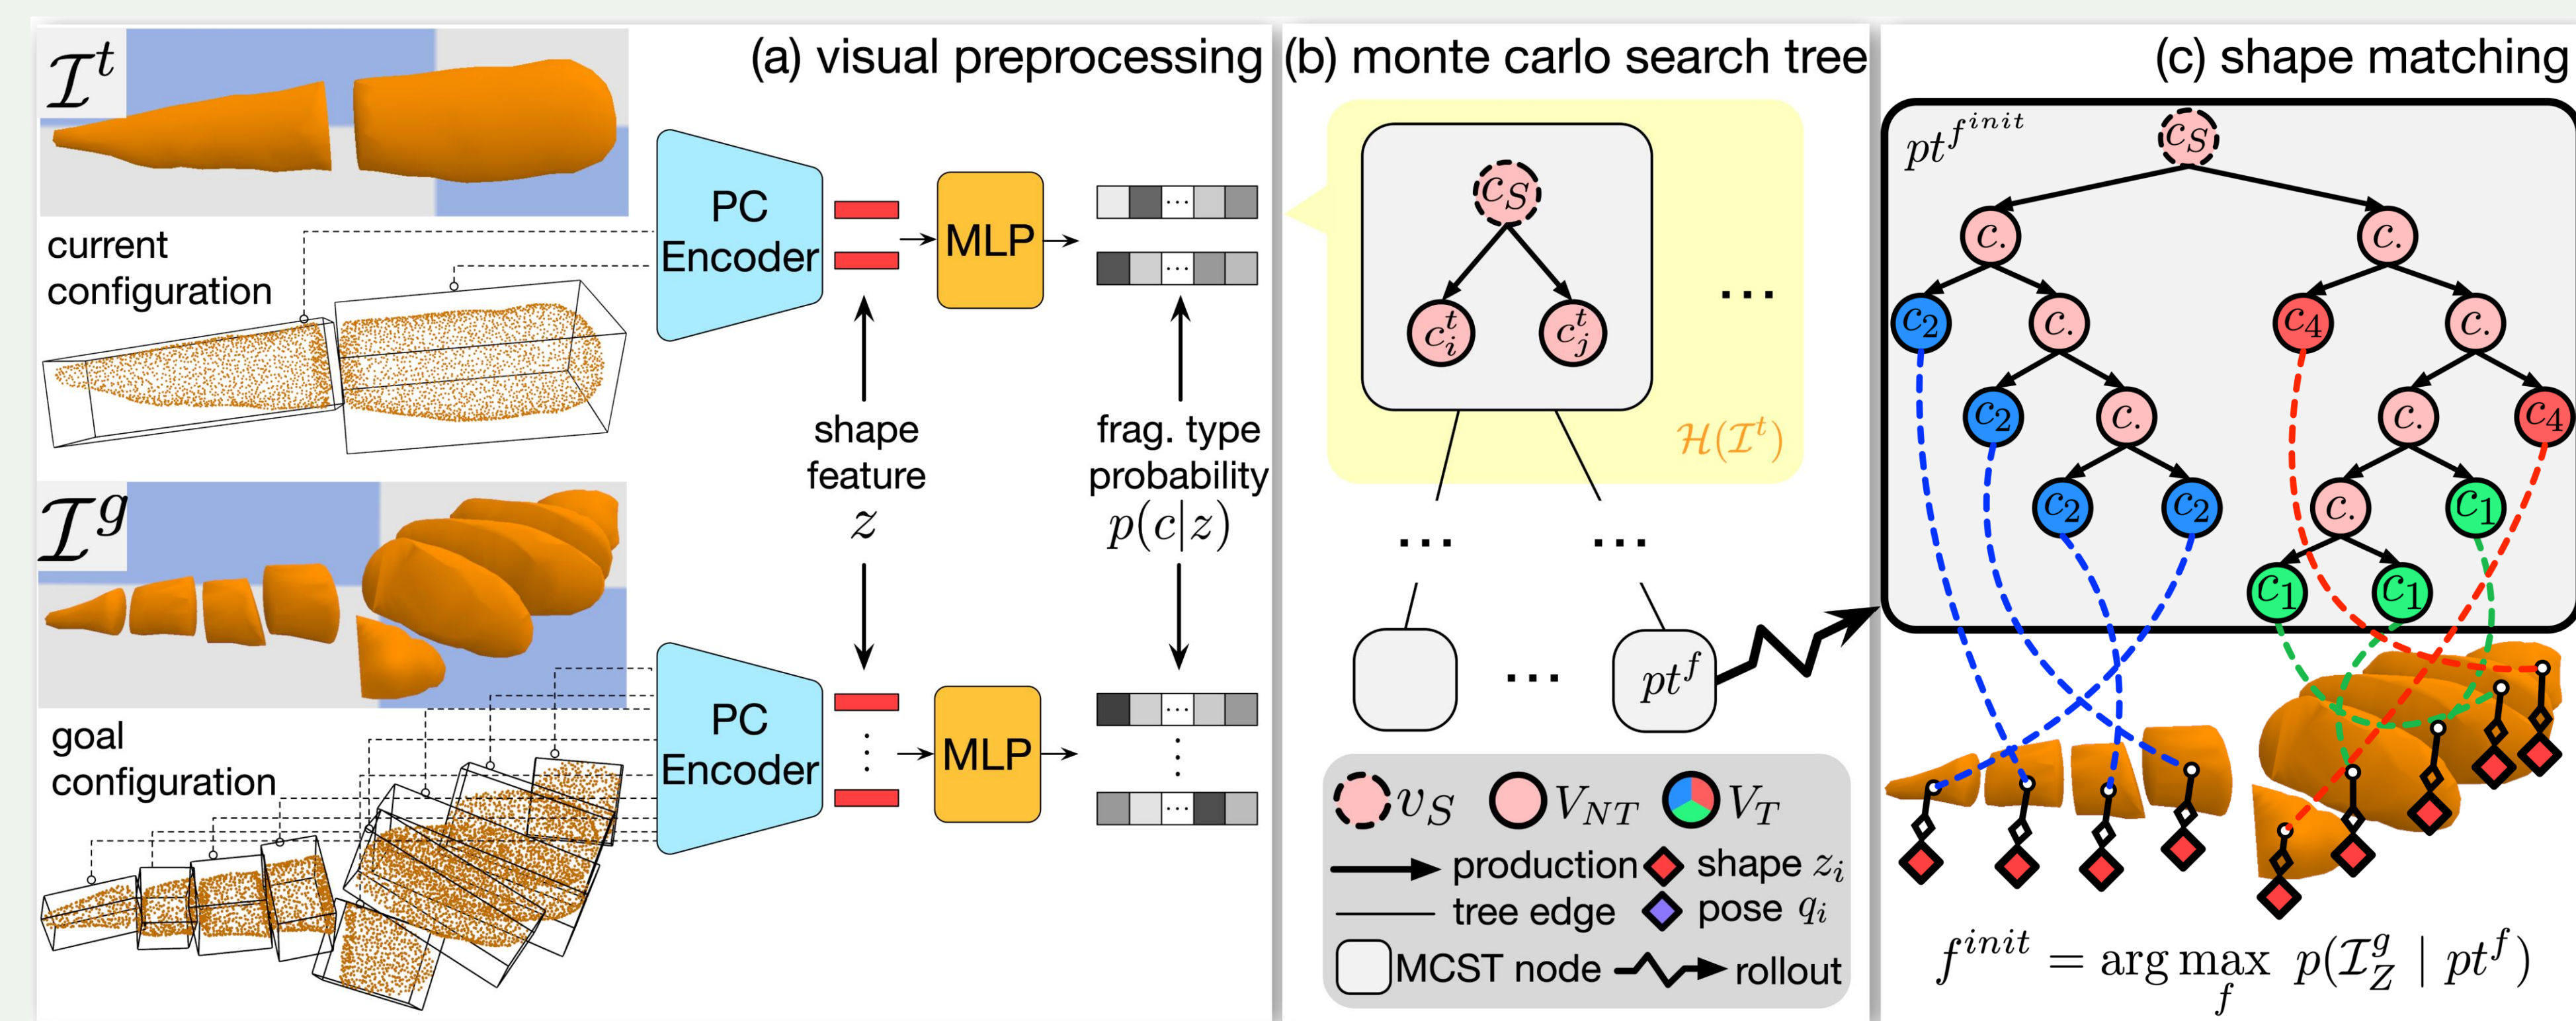 (a) visual preprocessing
𝓘ᵗ
current
configuration
PC
Encoder
MLP
...
...
shape
feature
z
frag. type
probability
p(c|z)
𝓘ᵍ
goal
configuration
PC
Encoder
MLP
...
...
(b) monte carlo search tree
c_S
c_i^t c_j^t
...
𝓗(𝓘ᵗ)
... ...
... pt^f
v_S V_NT V_T
production shape z_i
tree edge pose q_i
MCST node rollout
(c) shape matching
pt^{f^{init}}
c_S
c. c.
c_2 c. c_4 c.
c_2 c. c. c_4
c_2 c_2 c. c_1
c_1 c_1
f^{init} = arg max_f p(𝓘_Z^g | pt^f)